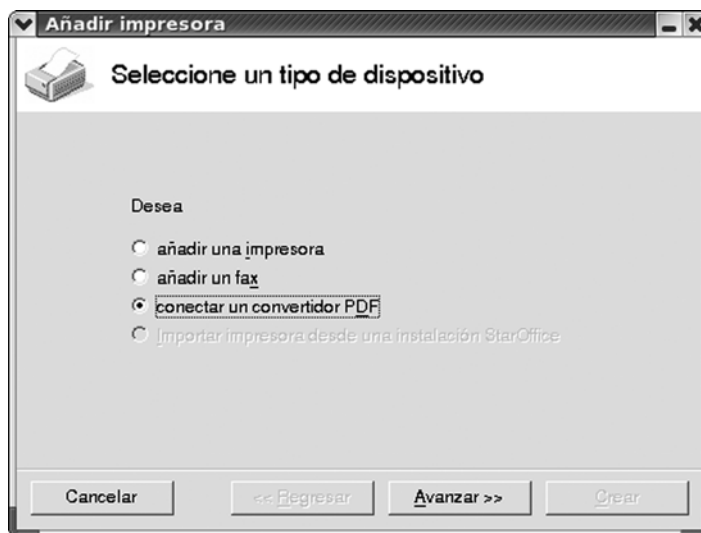 Añadir impresora
Seleccione un tipo de dispositivo
Desea
añadir una impresora
añadir un fax
conectar un convertidor PDF
Importar impresora desde una instalación StarOffice
Cancelar << Regresar Avanzar >> Crear